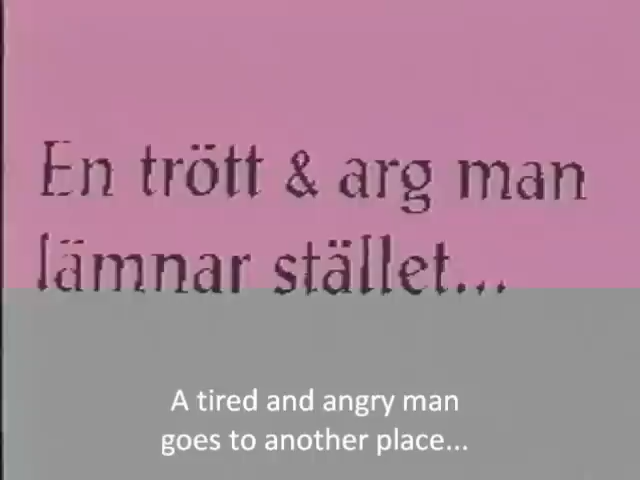 En trött & arg man
lämnar stället...
A tired and angry man
goes to another place...